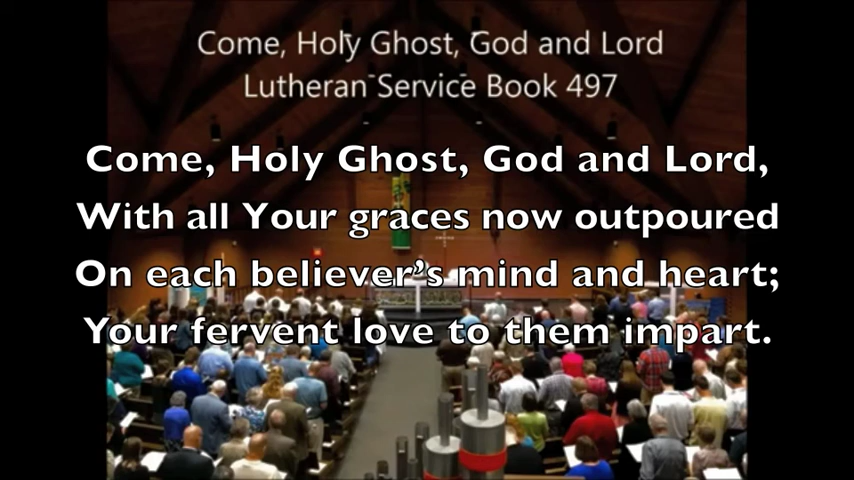 Come, Holy Ghost, God and Lord
Lutheran Service Book 497
Come, Holy Ghost, God and Lord,
With all Your graces now outpoured
On each believer's mind and heart;
Your fervent love to them impart.